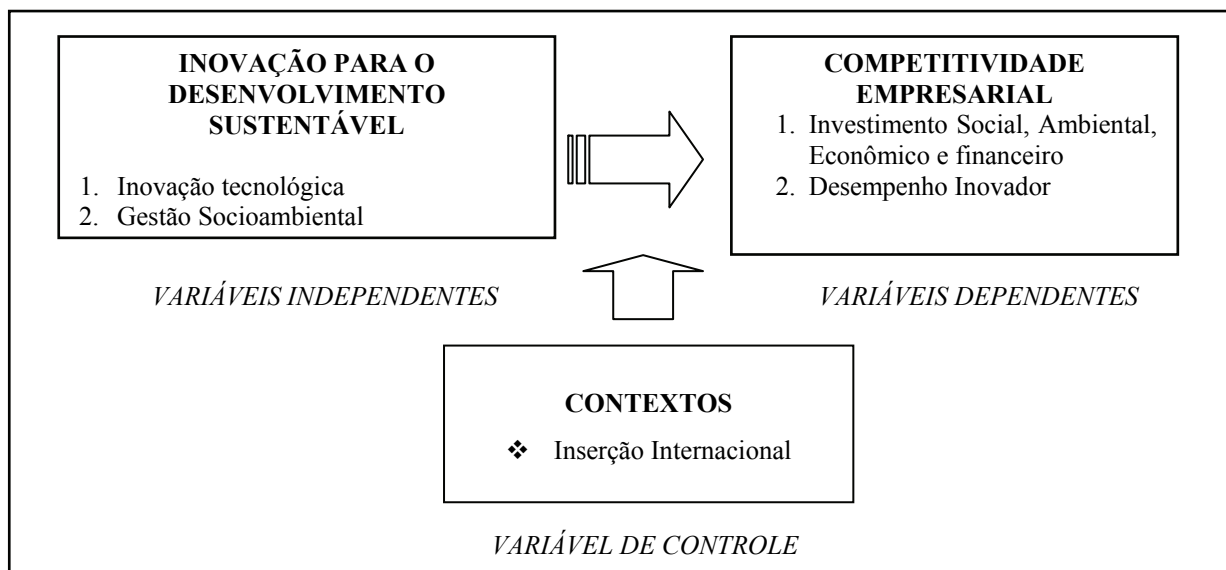 INOVAÇÃO PARA O
DESENVOLVIMENTO
SUSTENTÁVEL
1. Inovação tecnológica
2. Gestão Socioambiental
VARIÁVEIS INDEPENDENTES
COMPETITIVIDADE
EMPRESARIAL
1. Investimento Social, Ambiental,
Econômico e financeiro
2. Desempenho Inovador
VARIÁVEIS DEPENDENTES
CONTEXTOS
❖ Inserção Internacional
VARIÁVEL DE CONTROLE